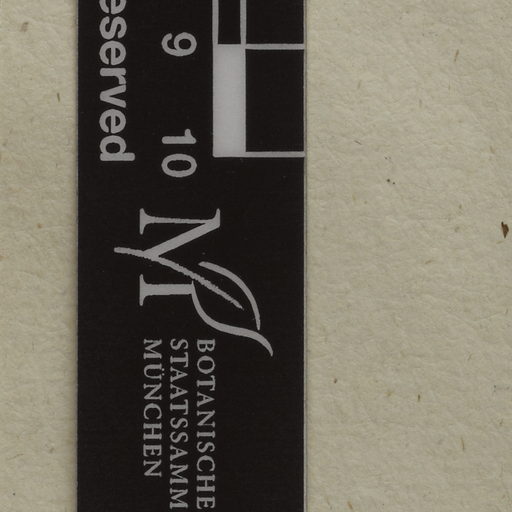 eserved
9
10
M
BOTANISCHE
STAATSSAMM
MÜNCHEN